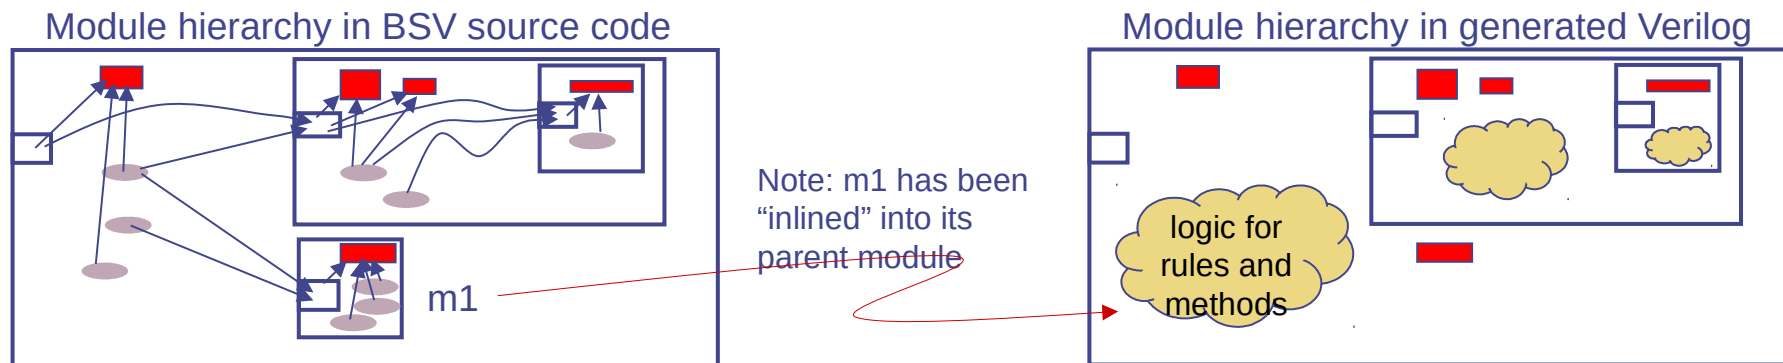 Module hierarchy in BSV source code
Module hierarchy in generated Verilog
Note: m1 has been
“inlined” into its
parent module
m1
logic for
rules and
methods